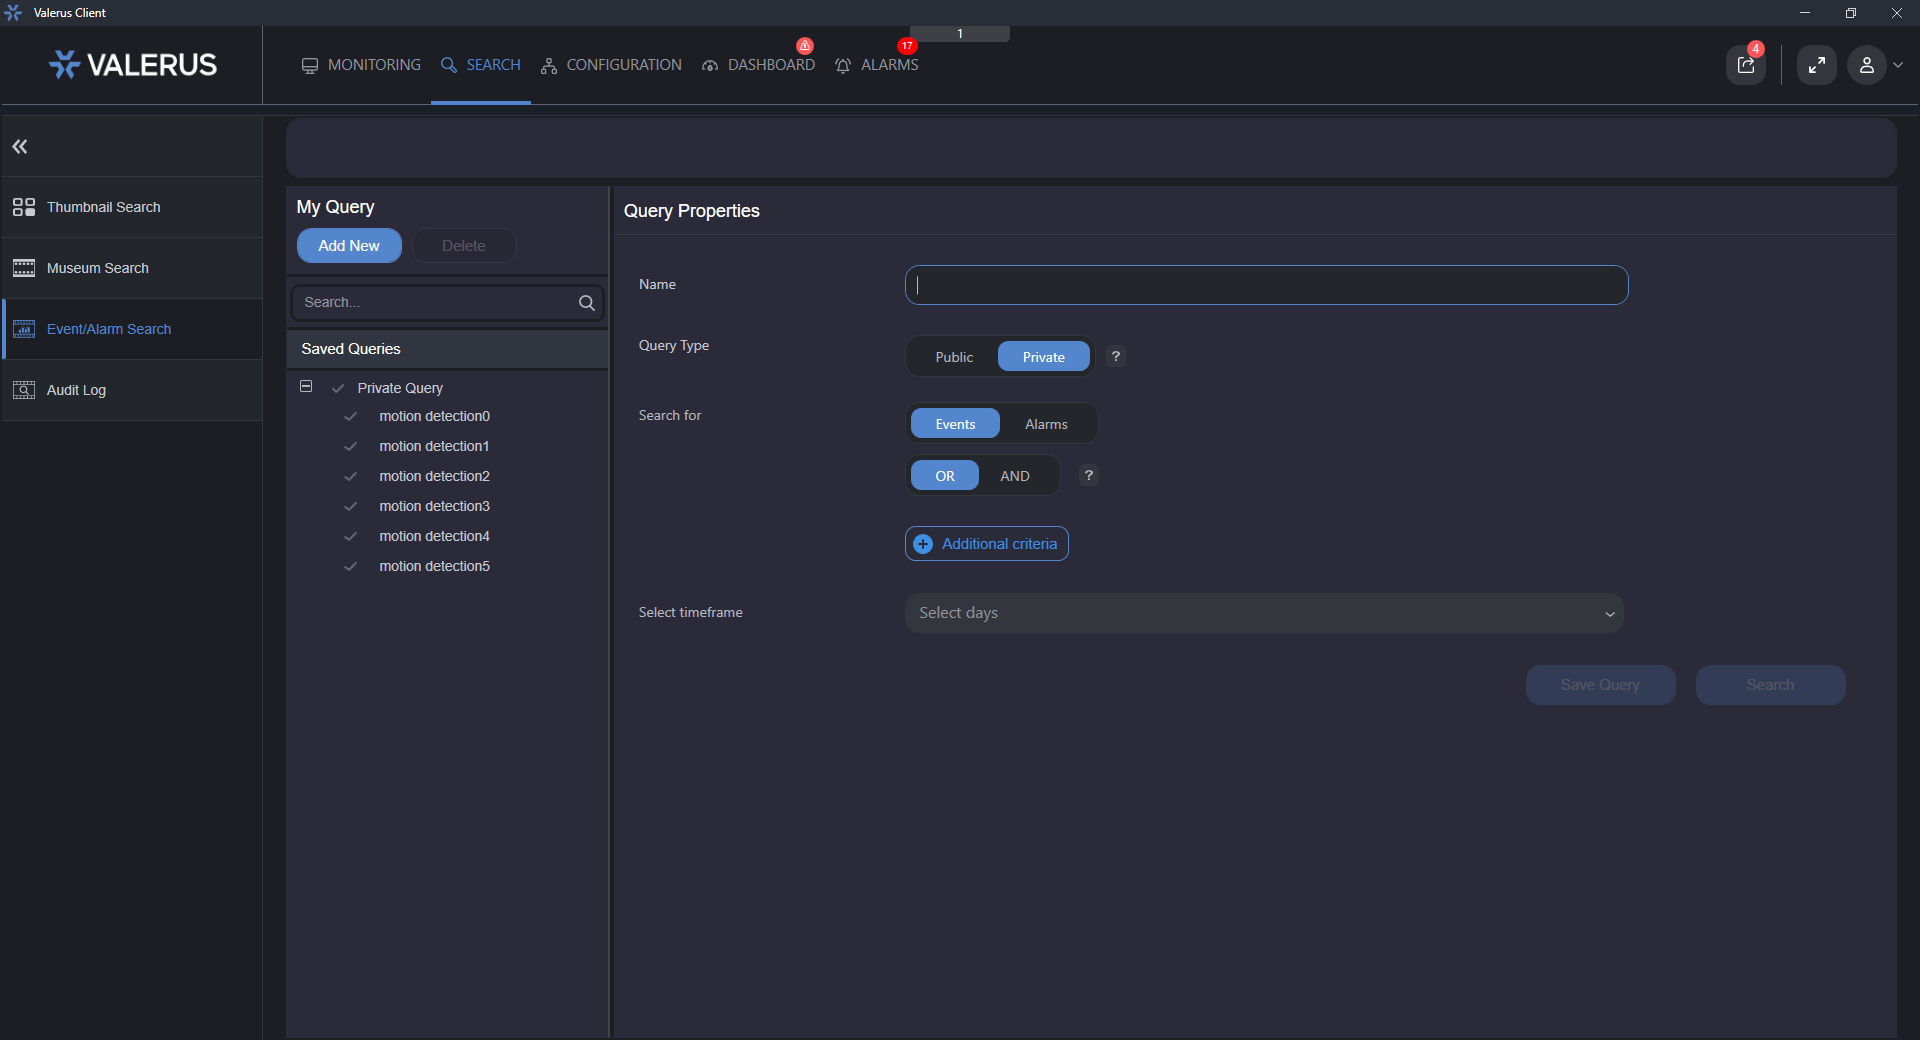 Valerus Client
1
VALERUS
MONITORING
SEARCH
CONFIGURATION
DASHBOARD
17
ALARMS
4
Thumbnail Search
Museum Search
Event/Alarm Search
Audit Log
My Query
Add New
Delete
Search...
Saved Queries
Private Query
motion detection0
motion detection1
motion detection2
motion detection3
motion detection4
motion detection5
Query Properties
Name
Query Type
Public
Private
?
Search for
Events
Alarms
OR
AND
?
Additional criteria
Select timeframe
Select days
Save Query
Search